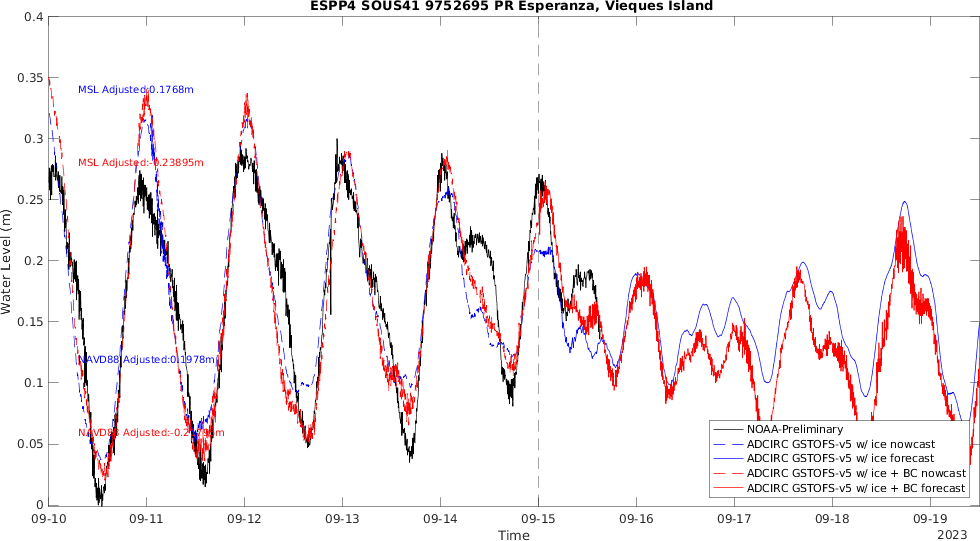 ESPP4 SOUS41 9752695 PR Esperanza, Vieques Island
0.4
0.35
0.3
0.25
0.2
0.15
0.1
0.05
0
Water Level (m)
MSL Adjusted:0.1768m
MSL Adjusted:-0.23895m
NAVD88 Adjusted:0.1978m
NAVD88 Adjusted:
NOAA-Preliminary
ADCIRC GSTOFS-v5 w/ ice nowcast
ADCIRC GSTOFS-v5 w/ ice forecast
ADCIRC GSTOFS-v5 w/ ice + BC nowcast
ADCIRC GSTOFS-v5 w/ ice + BC forecast
09-10 09-11 09-12 09-13 09-14 09-15 09-16 09-17 09-18 09-19
Time
2023